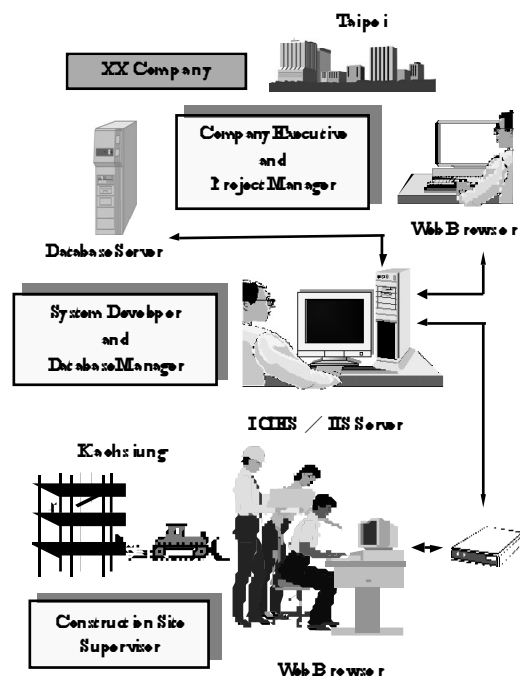 Taipei
XX Company
Company Executive
and
Project Manager
Web Browser
Database Server
System Developer
and
Database Manager
ICIES / IIS Server
Kaohsiung
Construction Site
Supervisor
Web Browser